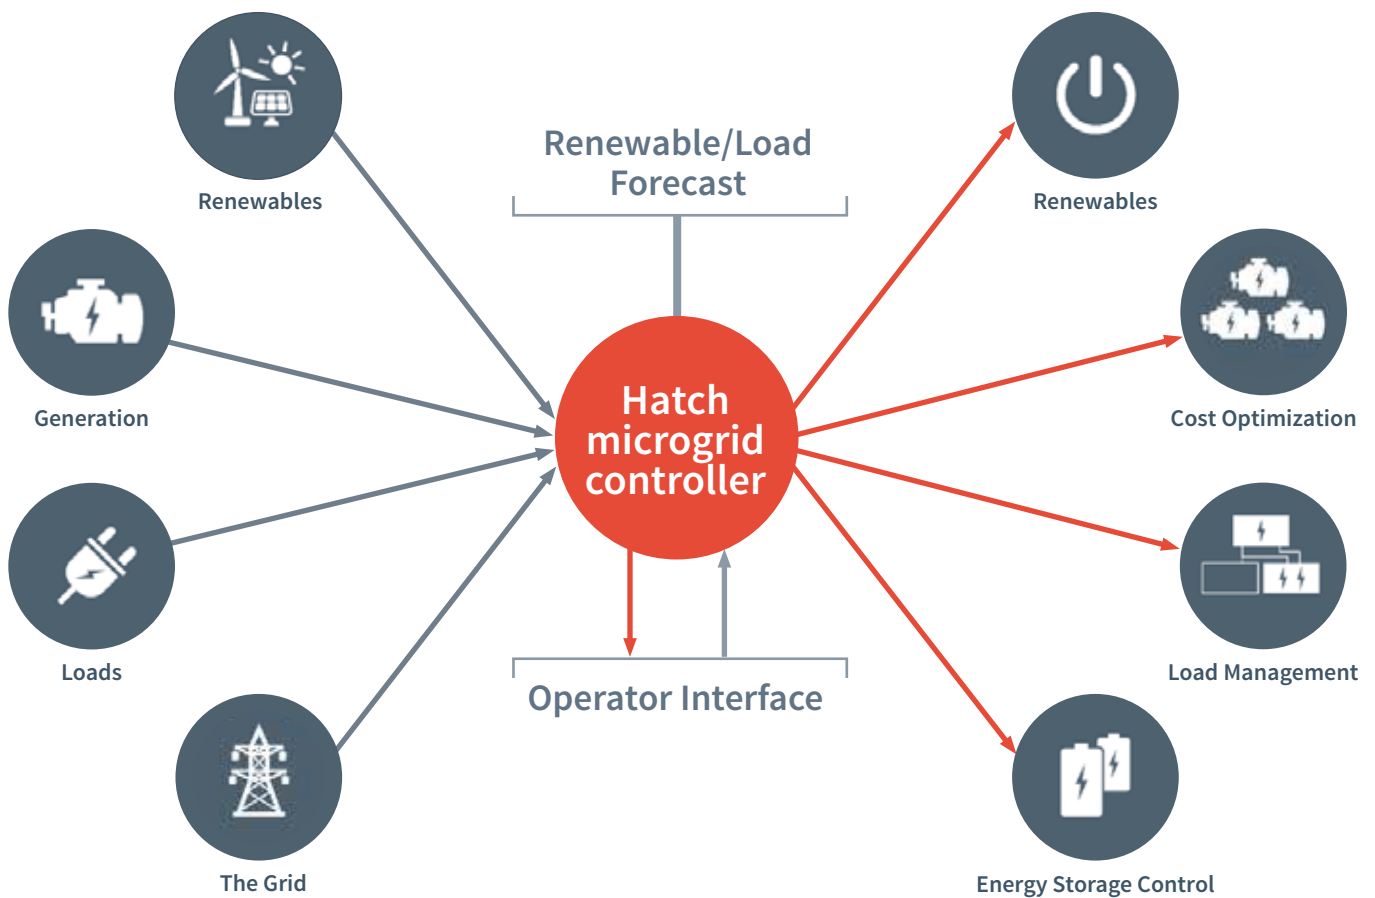 Renewable/Load
Forecast
Renewables
Renewables
Generation
Cost Optimization
Hatch
microgrid
controller
Loads
Load Management
Operator Interface
The Grid
Energy Storage Control